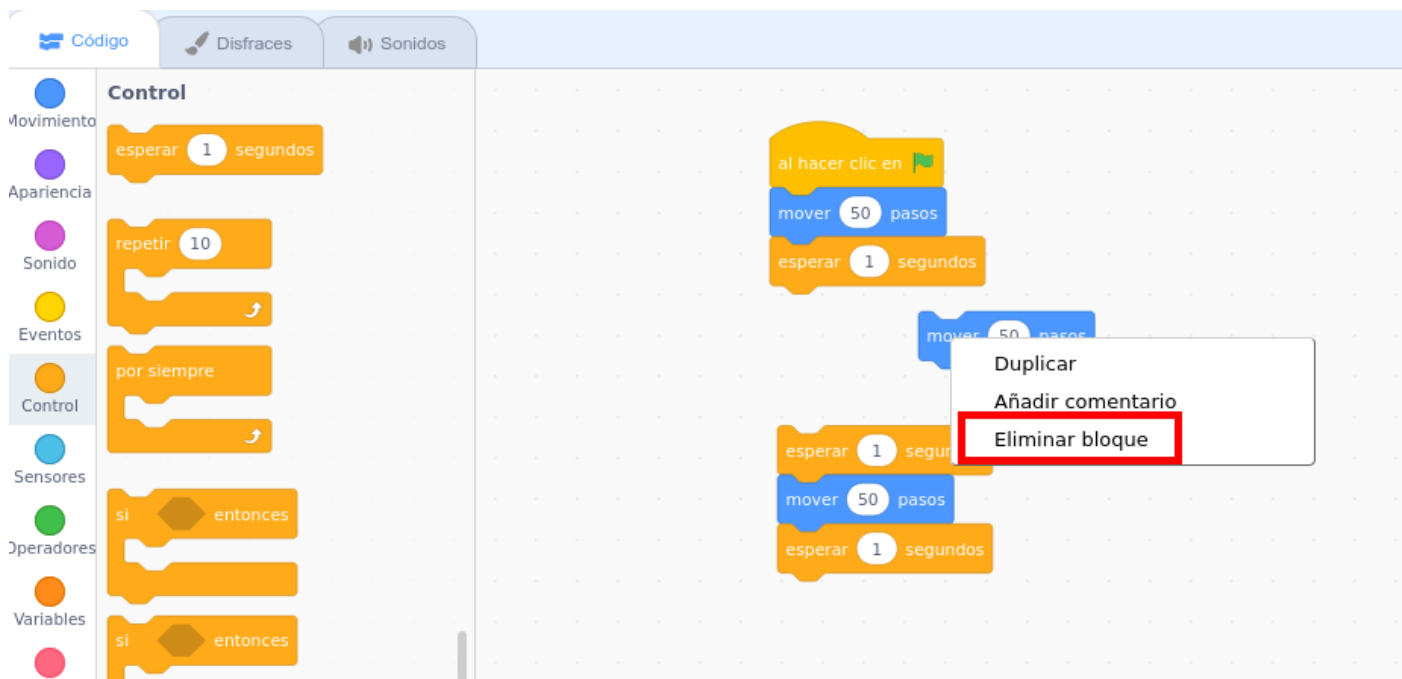 Código
Disfraces
Sonidos
Movimiento
Apariencia
Sonido
Eventos
Control
Sensores
Operadores
Variables
Control
esperar 1 segundos
repetir 10
por siempre
si entonces
si entonces
al hacer clic en
mover 50 pasos
esperar 1 segundos
mover 50 pasos
Duplicar
Añadir comentario
Eliminar bloque
esperar 1 segun
mover 50 pasos
esperar 1 segundos